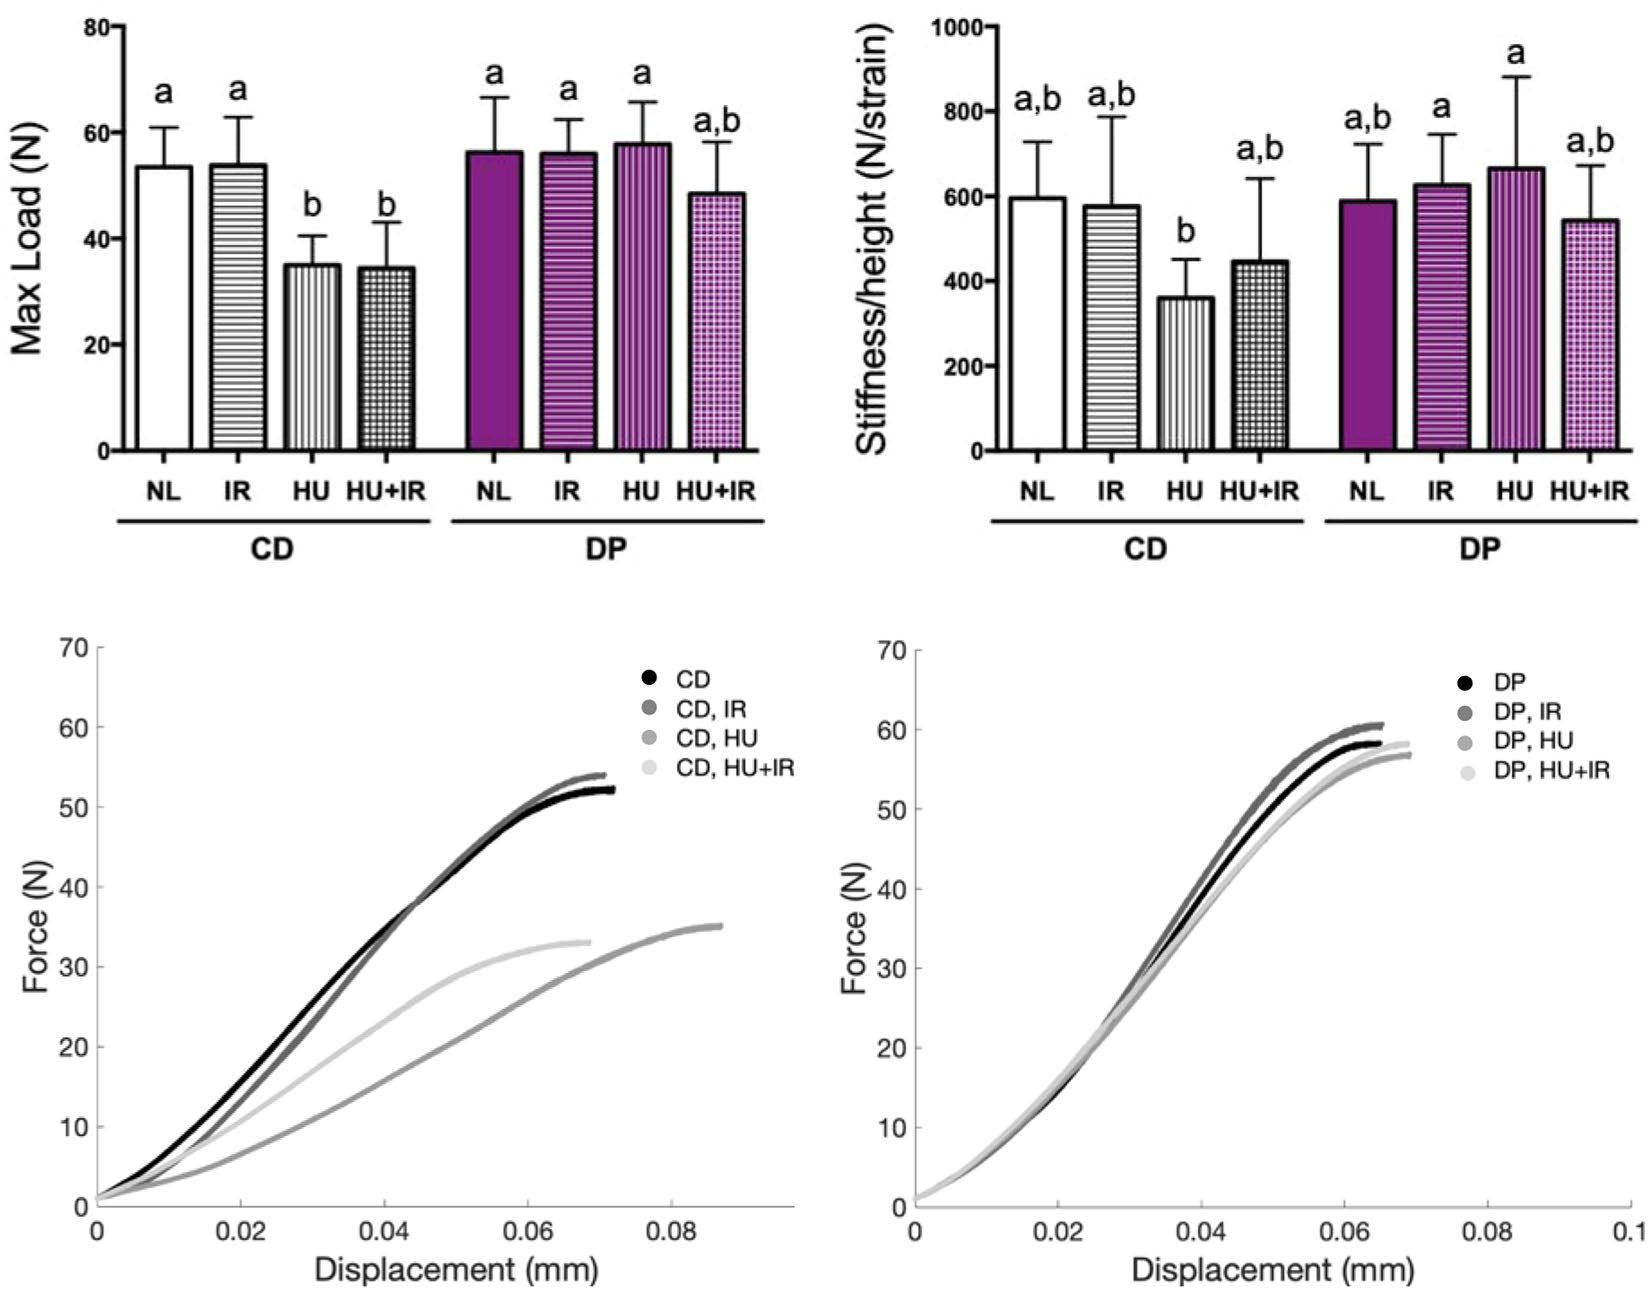 Max Load (N)
80
60
40
20
0
a
a
b
b
a
a
a
a,b
NL IR HU HU+IR NL IR HU HU+IR
CD DP
Stiffness/height (N/strain)
1000
800
600
400
200
0
a,b
a,b
b
a,b
a,b
a
a
a,b
NL IR HU HU+IR NL IR HU HU+IR
CD DP
Force (N)
70
60
50
40
30
20
10
0
CD
CD, IR
CD, HU
CD, HU+IR
0 0.02 0.04 0.06 0.08
Displacement (mm)
Force (N)
70
60
50
40
30
20
10
0
DP
DP, IR
DP, HU
DP, HU+IR
0 0.02 0.04 0.06 0.08 0.1
Displacement (mm)